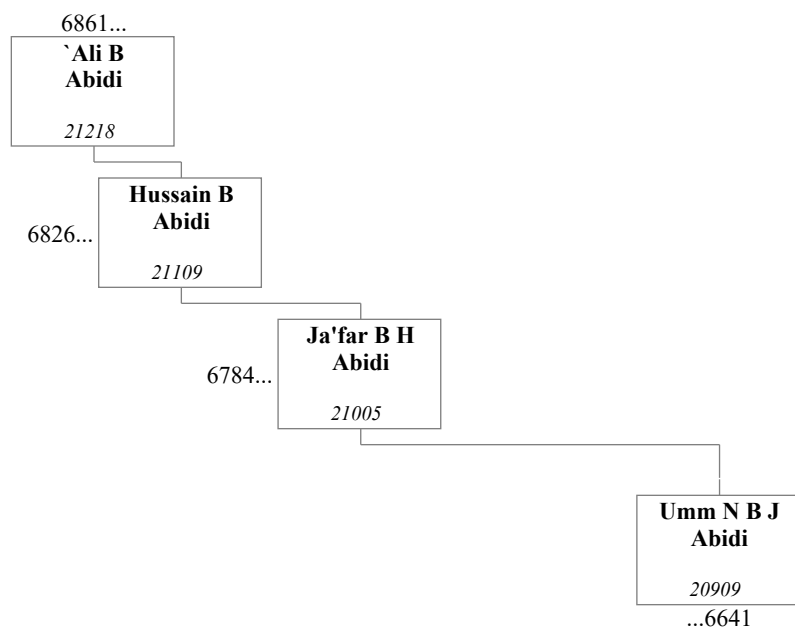 6861...
`Ali B
Abidi
21218
Hussain B
Abidi
6826...
21109
Ja'far B H
Abidi
6784...
21005
Umm N B J
Abidi
20909
...6641